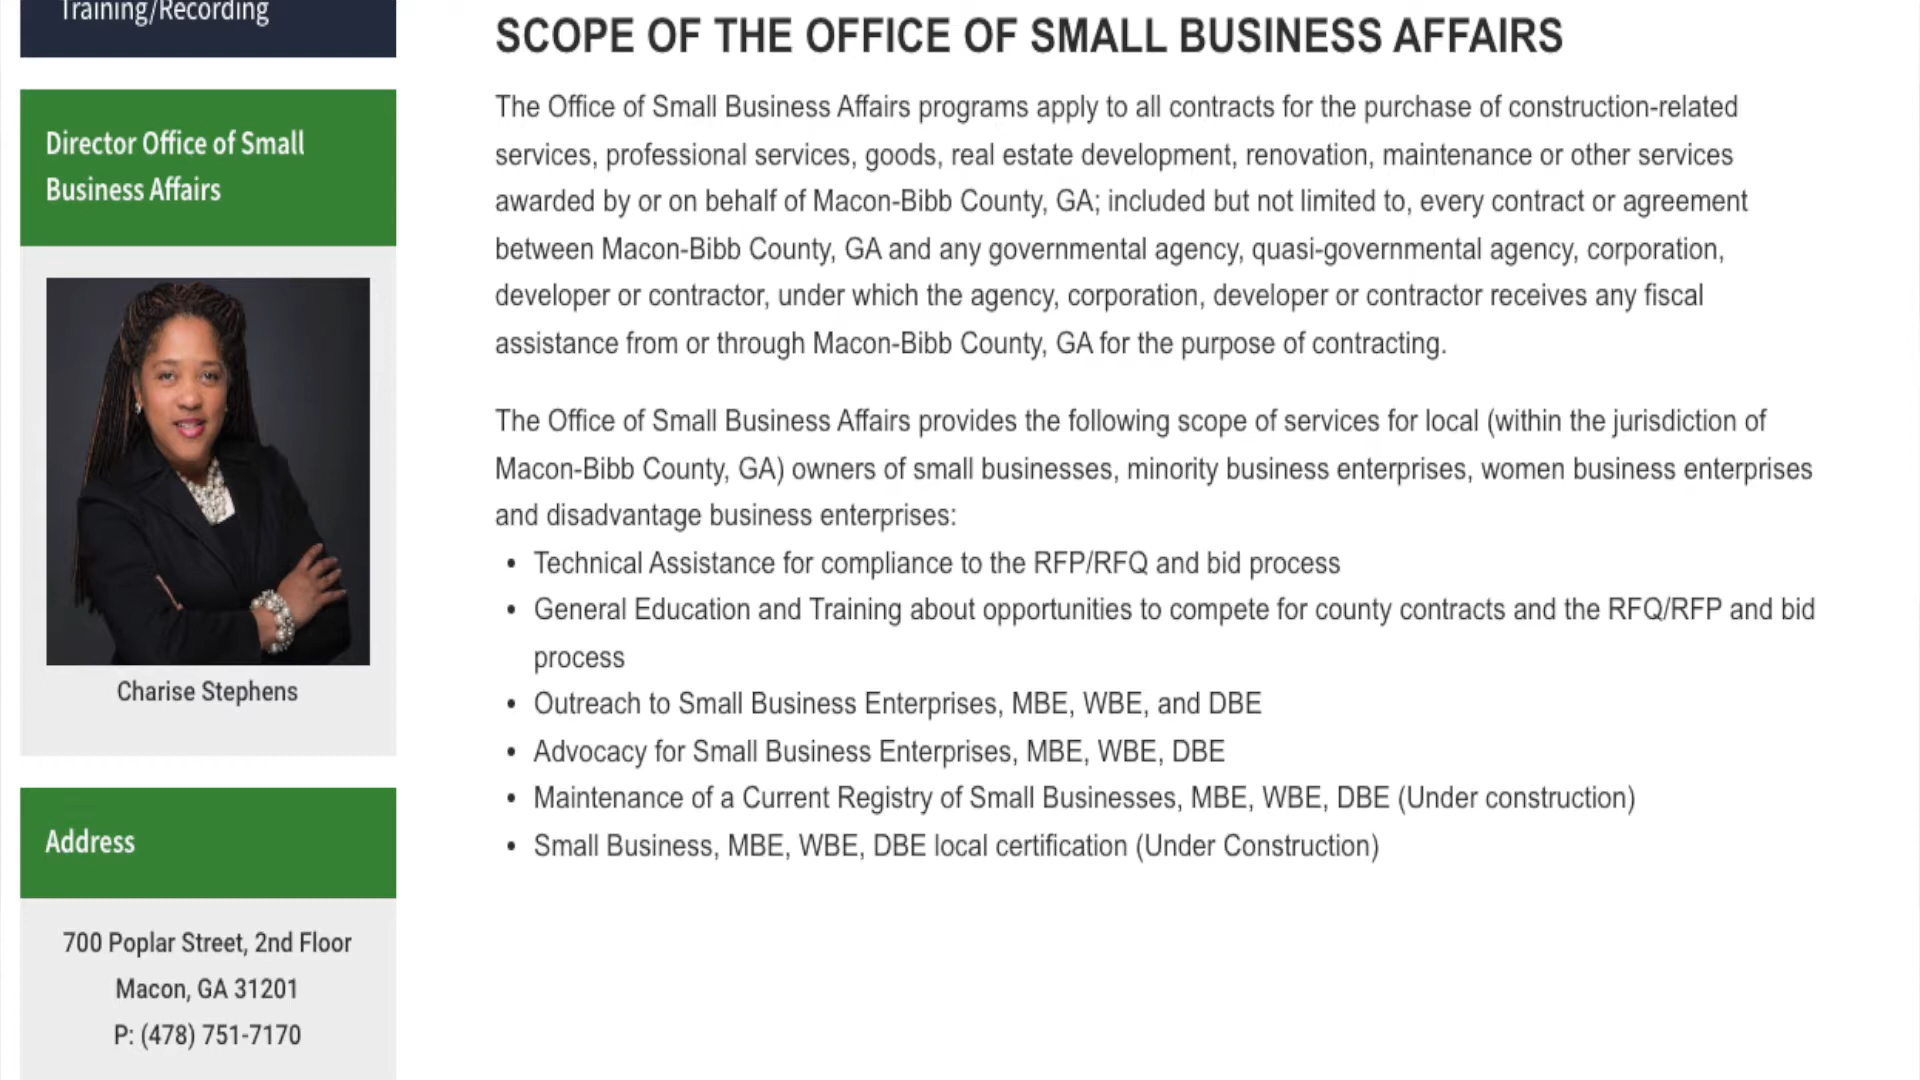 Training/Recording
Director Office of Small
Business Affairs
Charise Stephens
Address
700 Poplar Street, 2nd Floor
Macon, GA 31201
P: (478) 751-7170
SCOPE OF THE OFFICE OF SMALL BUSINESS AFFAIRS
The Office of Small Business Affairs programs apply to all contracts for the purchase of construction-related
services, professional services, goods, real estate development, renovation, maintenance or other services
awarded by or on behalf of Macon-Bibb County, GA; included but not limited to, every contract or agreement
between Macon-Bibb County, GA and any governmental agency, quasi-governmental agency, corporation,
developer or contractor, under which the agency, corporation, developer or contractor receives any fiscal
assistance from or through Macon-Bibb County, GA for the purpose of contracting.
The Office of Small Business Affairs provides the following scope of services for local (within the jurisdiction of
Macon-Bibb County, GA) owners of small businesses, minority business enterprises, women business enterprises
and disadvantage business enterprises:
• Technical Assistance for compliance to the RFP/RFQ and bid process
• General Education and Training about opportunities to compete for county contracts and the RFQ/RFP and bid
process
• Outreach to Small Business Enterprises, MBE, WBE, and DBE
• Advocacy for Small Business Enterprises, MBE, WBE, DBE
• Maintenance of a Current Registry of Small Businesses, MBE, WBE, DBE (Under construction)
• Small Business, MBE, WBE, DBE local certification (Under Construction)